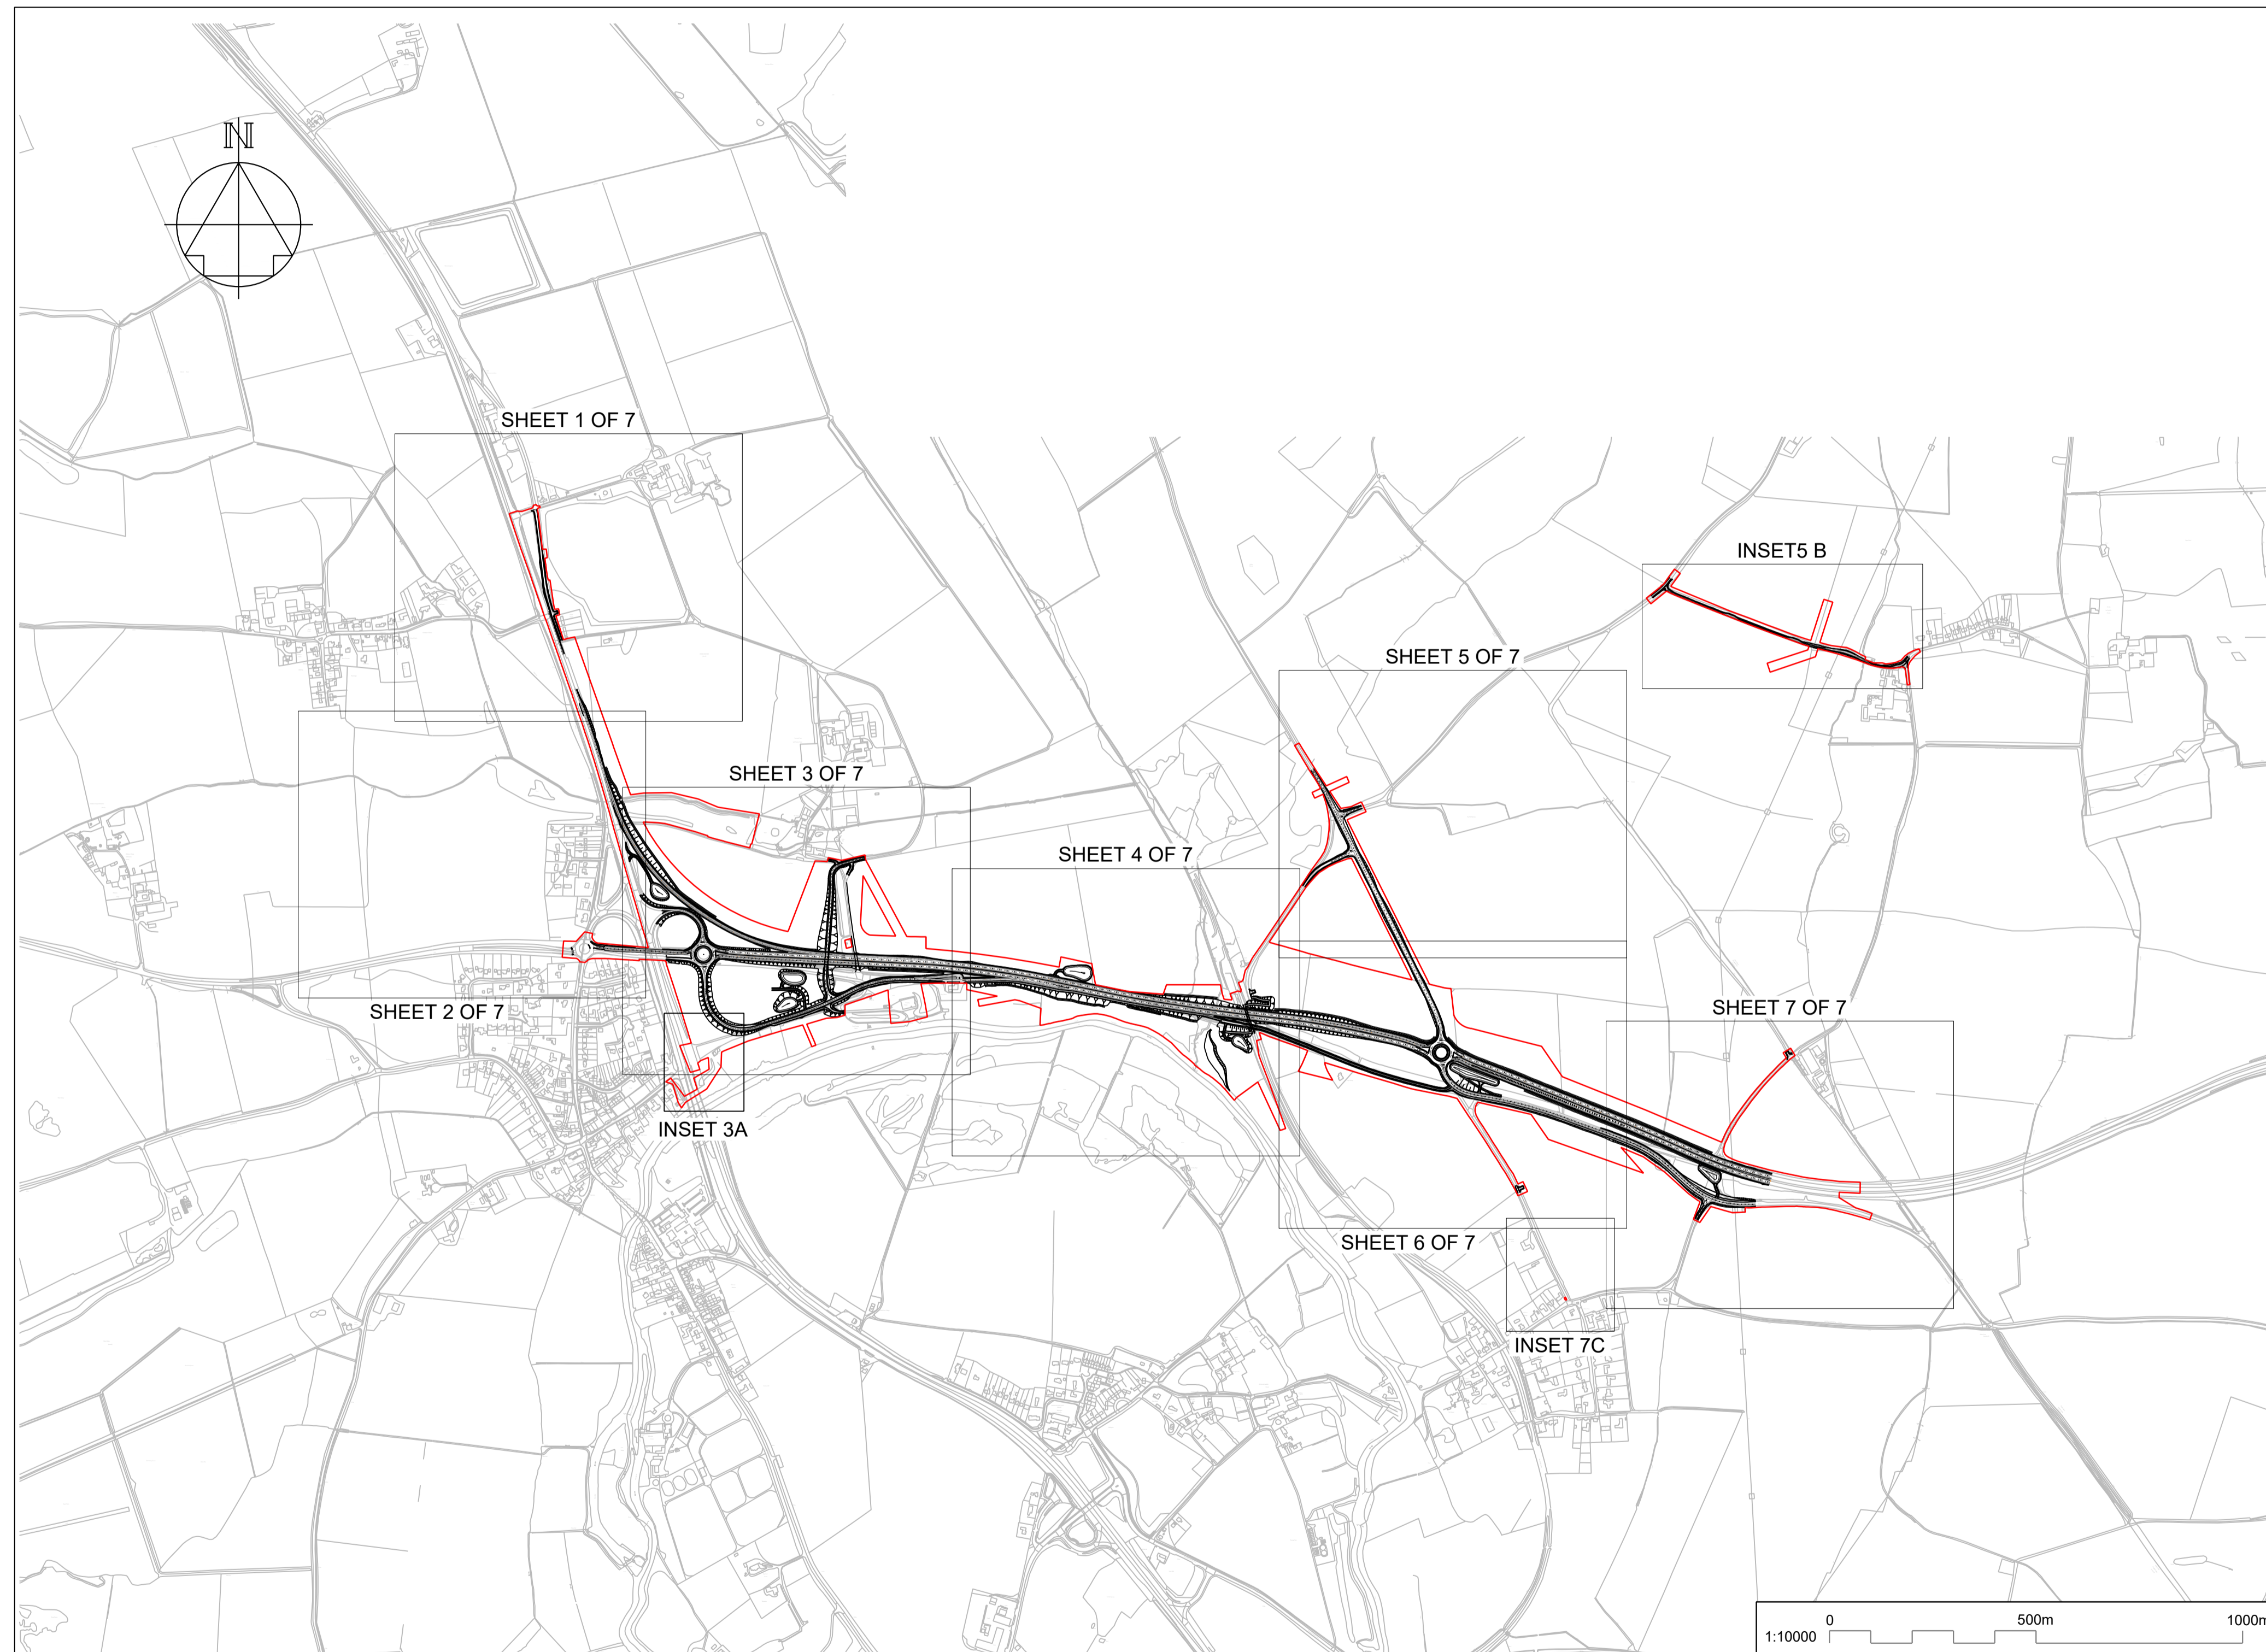 N
SHEET 1 OF 7
INSET5 B
SHEET 5 OF 7
SHEET 3 OF 7
SHEET 4 OF 7
SHEET 2 OF 7
SHEET 7 OF 7
INSET 3A
SHEET 6 OF 7
INSET 7C
0 500m 1000m
1:10000